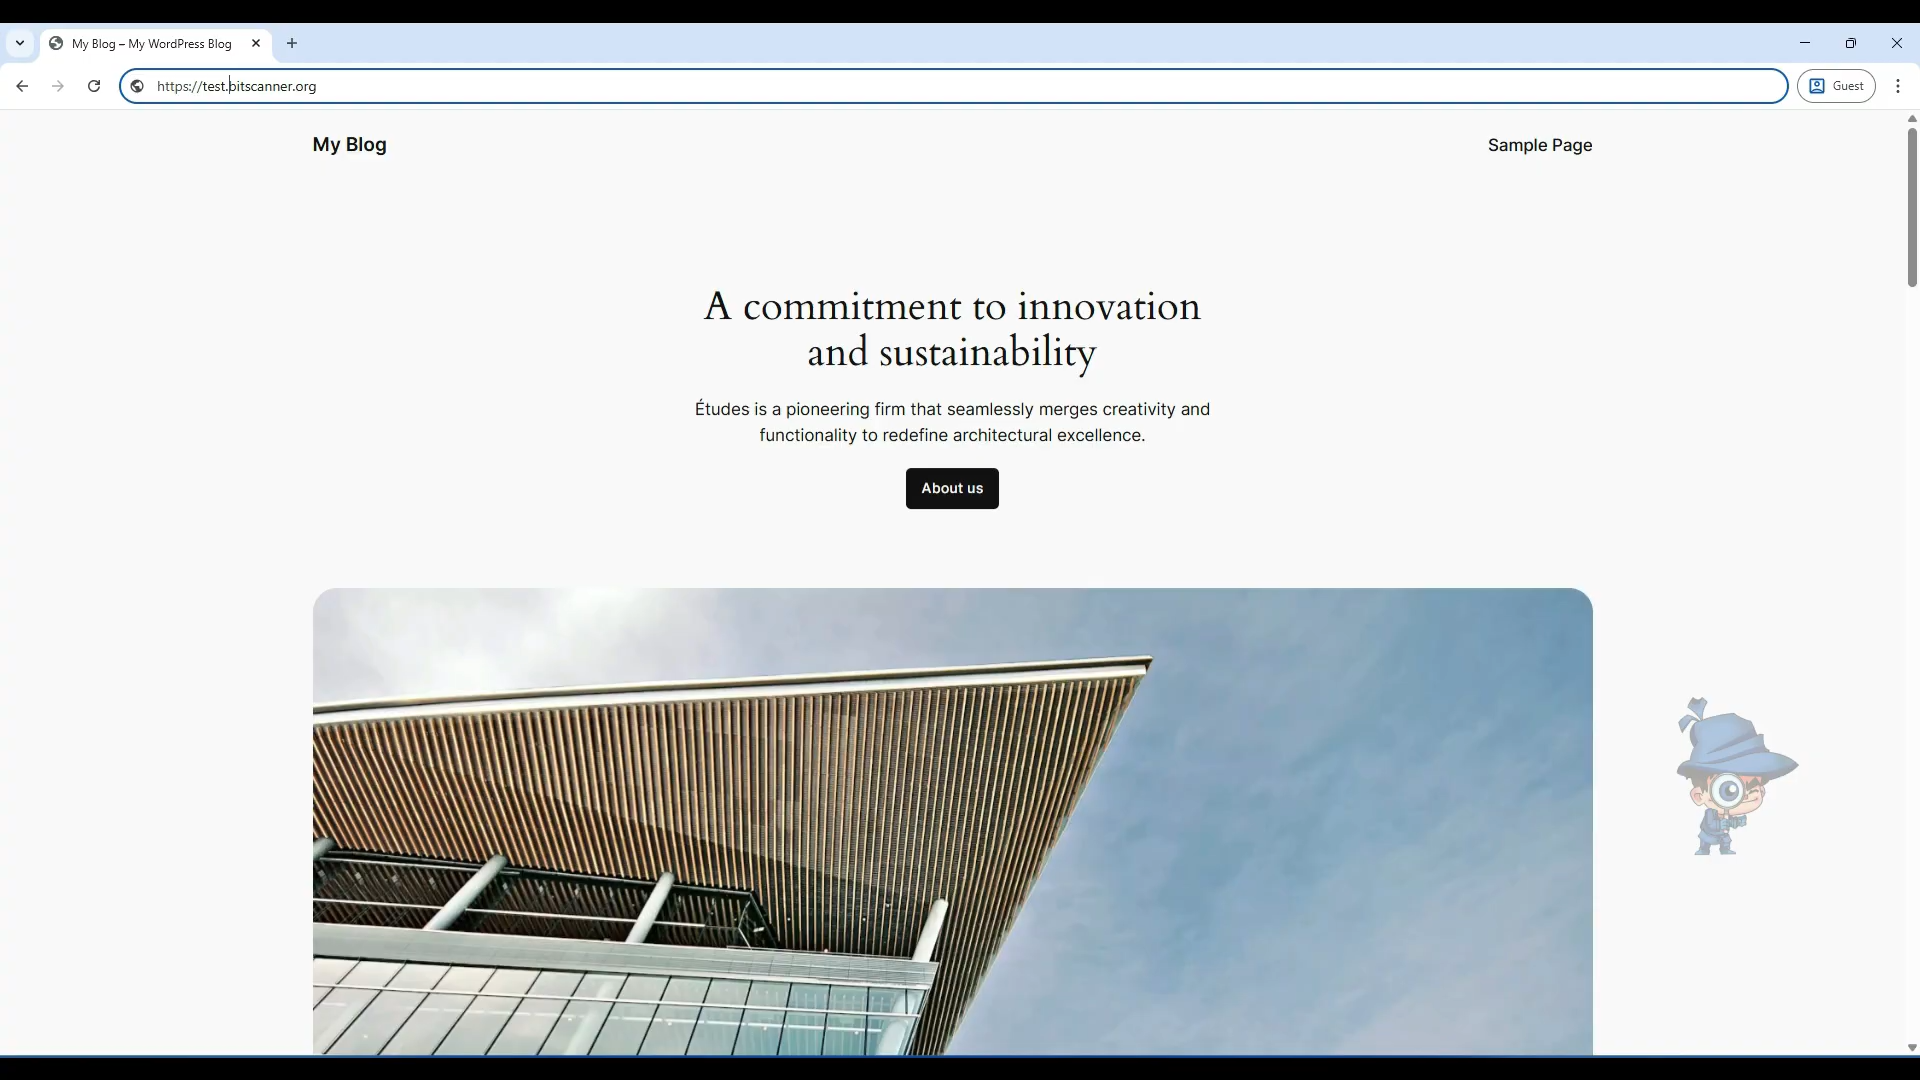 My Blog – My WordPress Blog
https://test.bitscanner.org
Guest
My Blog
Sample Page
A commitment to innovation
and sustainability
Études is a pioneering firm that seamlessly merges creativity and
functionality to redefine architectural excellence.
About us